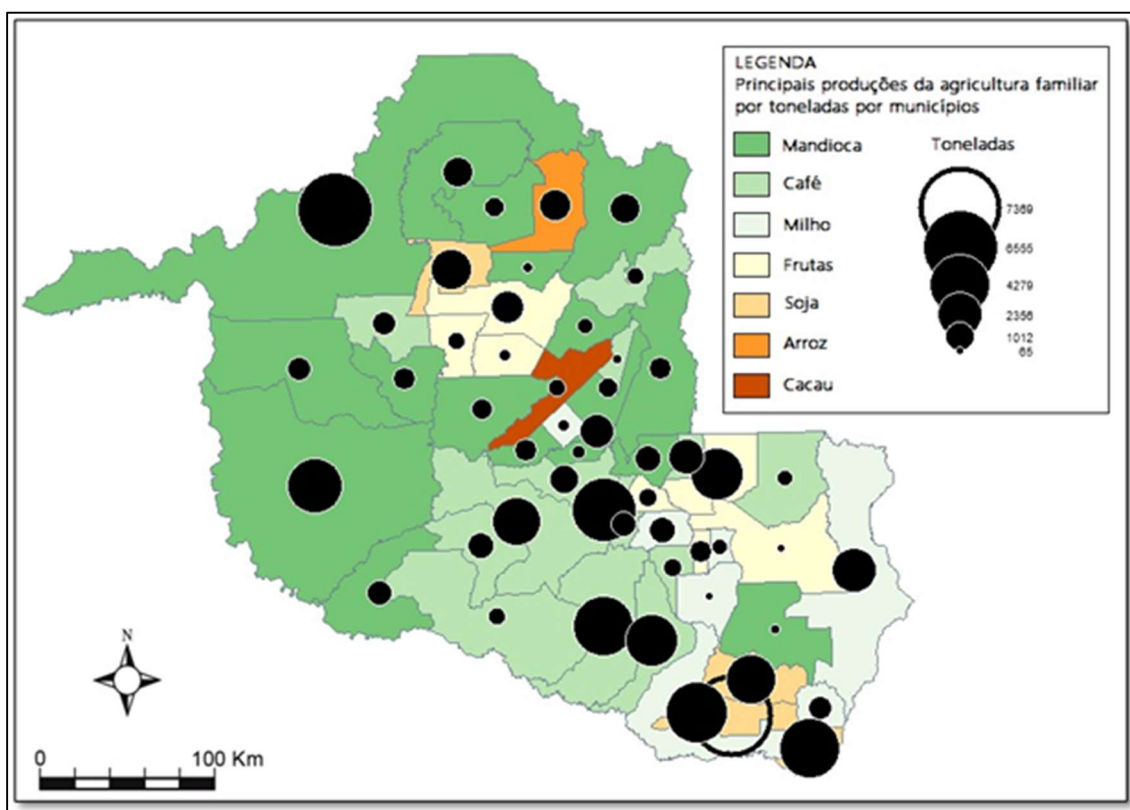 LEGENDA
Principais produções da agricultura familiar
por toneladas por municípios
Mandioca
Café
Milho
Frutas
Soja
Arroz
Cacau
Toneladas
7369
6555
4279
2356
1012
65
N
0 100 Km